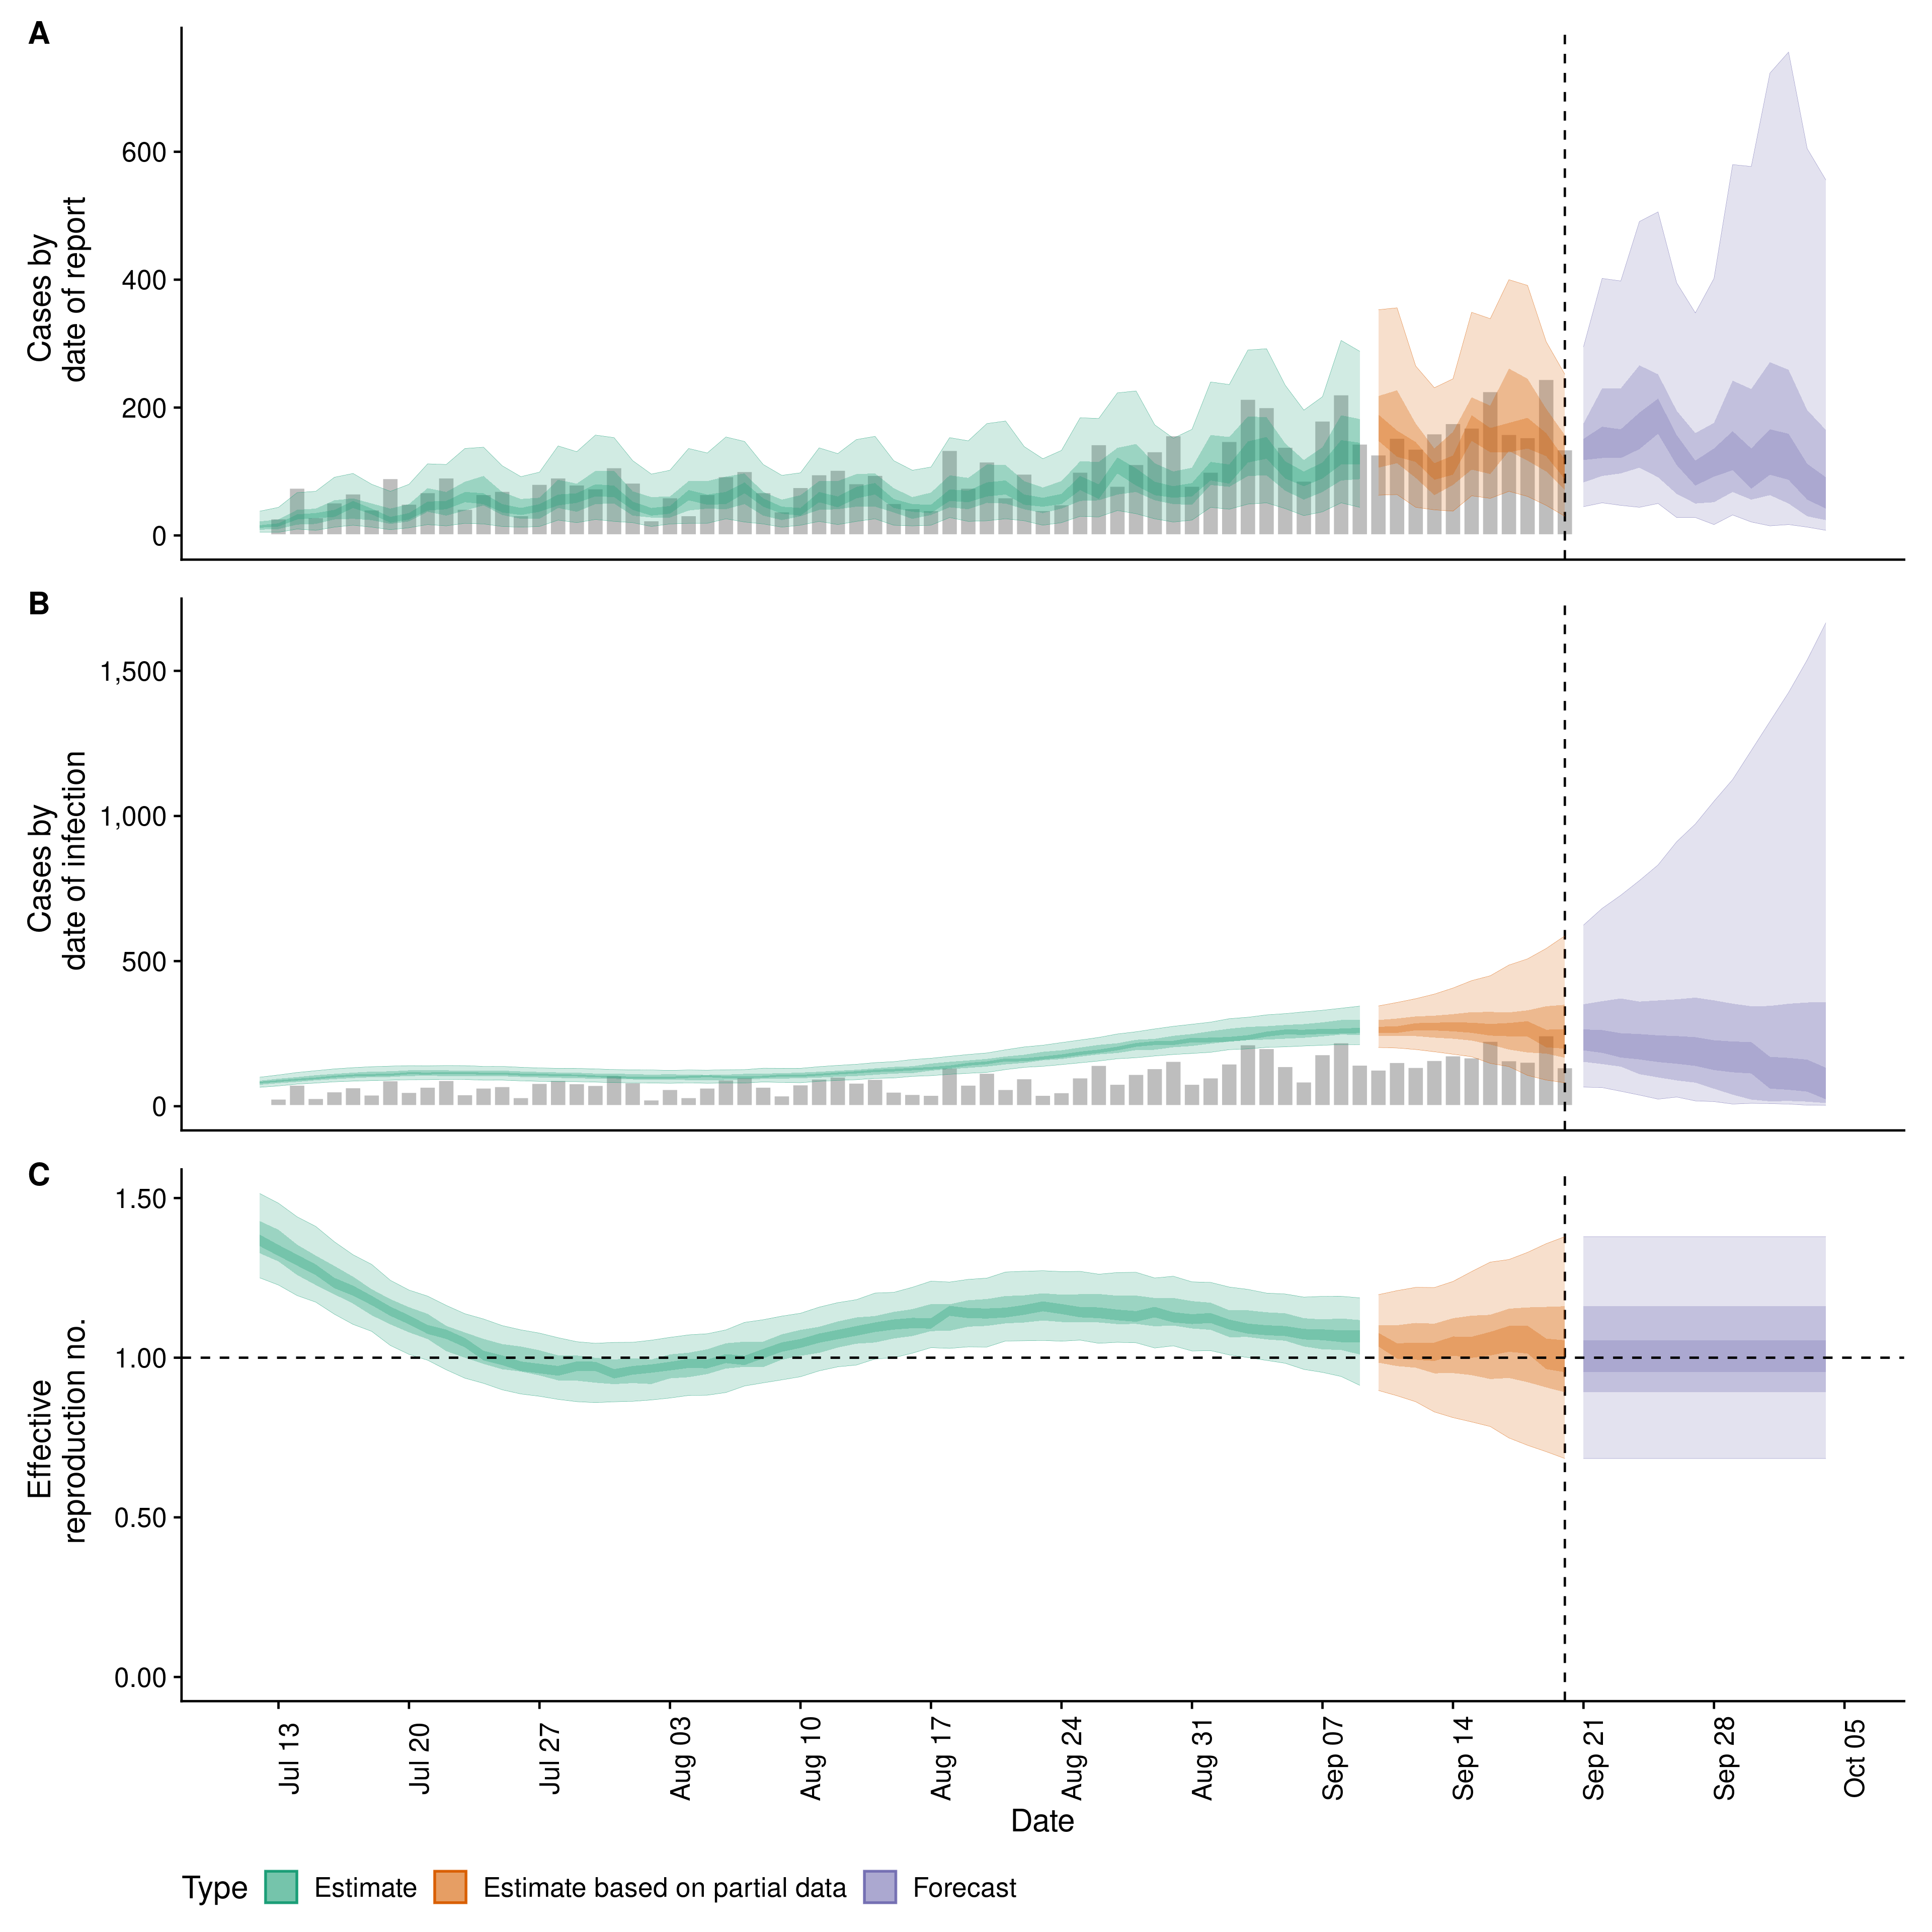 A
Cases by
date of report
600
400
200
0
B
Cases by
date of infection
1,500
1,000
500
0
C
Effective
reproduction no.
1.50
1.00
0.50
0.00
Jul 13
Jul 20
Jul 27
Aug 03
Aug 10
Aug 17
Aug 24
Aug 31
Sep 07
Sep 14
Sep 21
Sep 28
Oct 05
Date
Type Estimate Estimate based on partial data Forecast